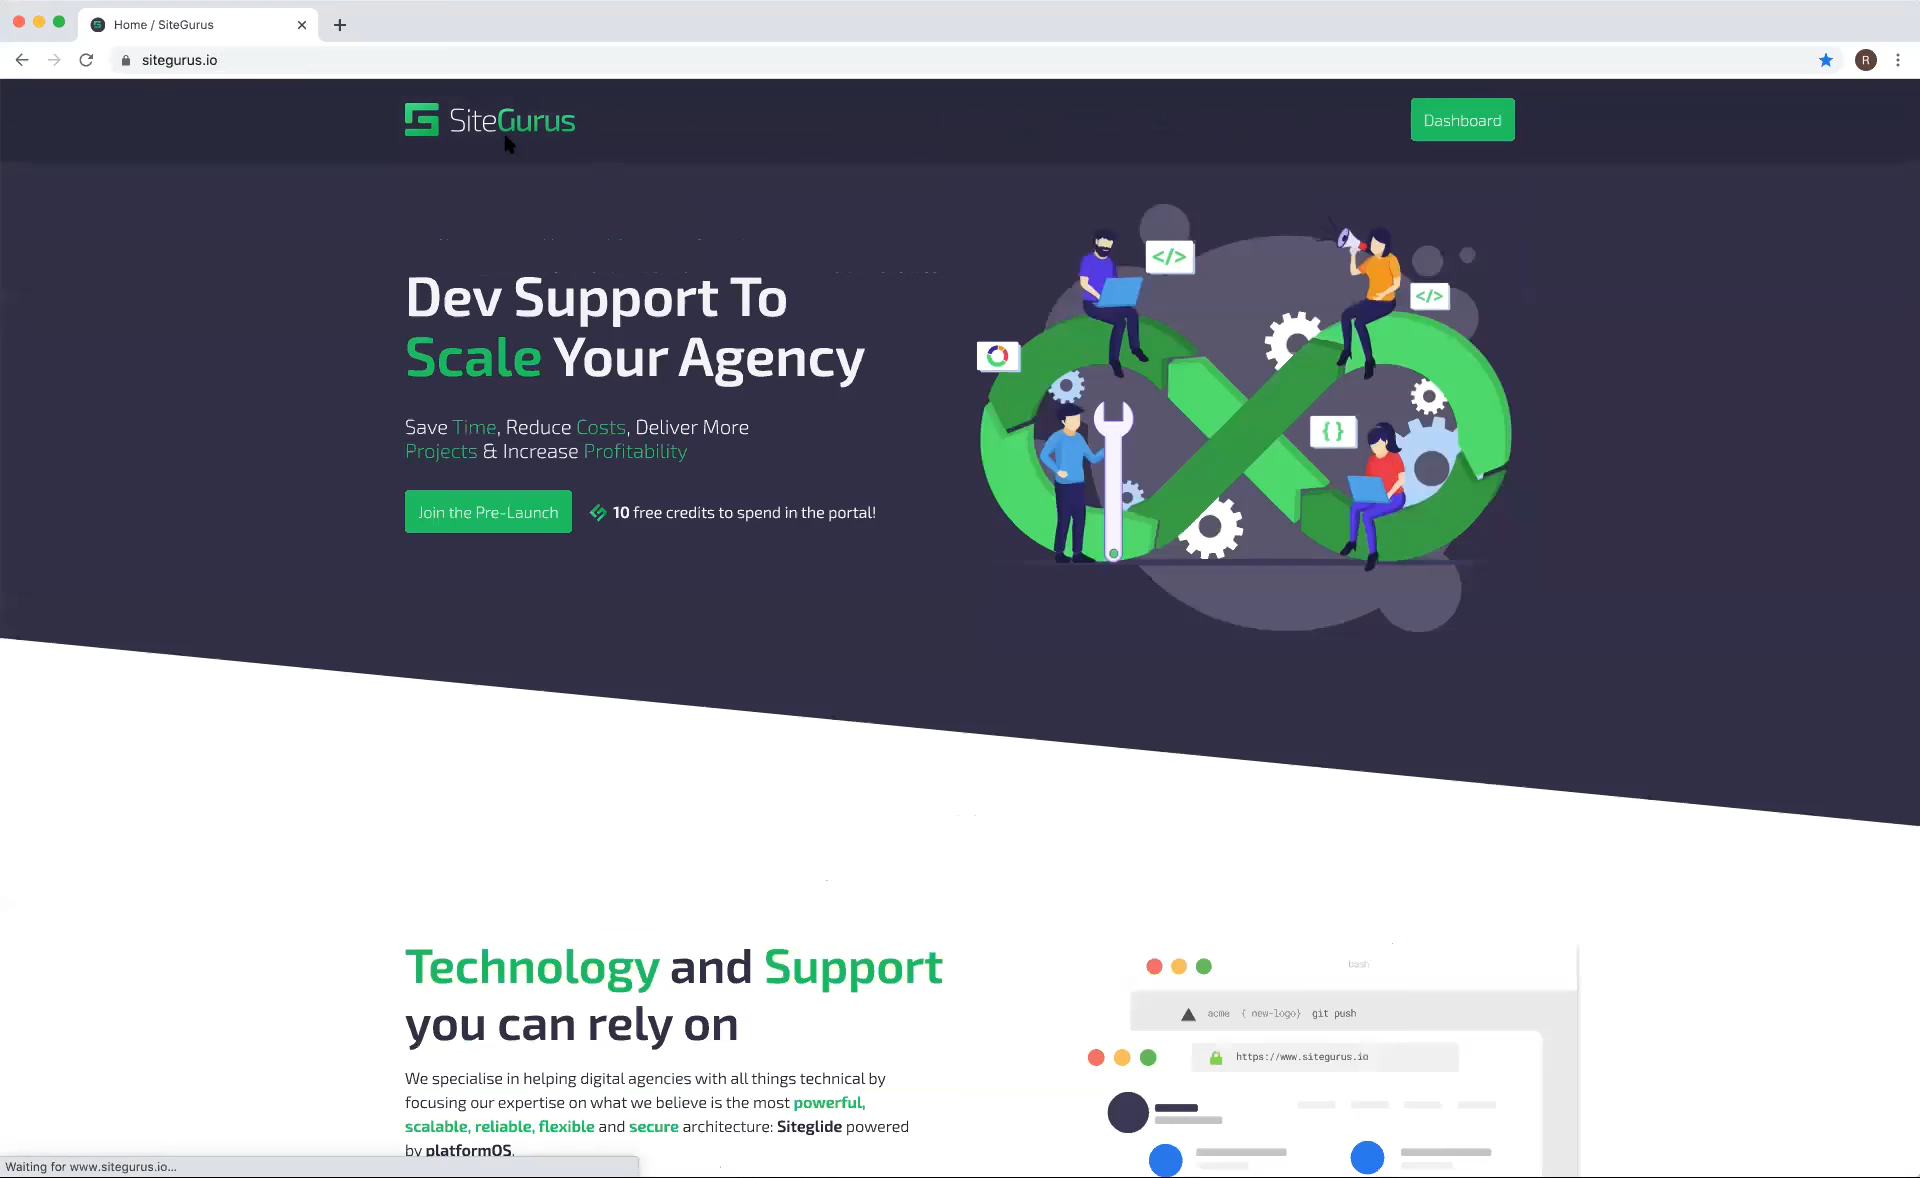 Home / SiteGurus
sitegurus.io
R
SiteGurus
Dashboard
Dev Support To
Scale Your Agency
Save Time, Reduce Costs, Deliver More
Projects & Increase Profitability
Join the Pre-Launch
10 free credits to spend in the portal!
</>
</>
{ }
Technology and Support
you can rely on
We specialise in helping digital agencies with all things technical by
focusing our expertise on what we believe is the most powerful,
scalable, reliable, flexible and secure architecture: Siteglide powered
by platformOS.
bash
acme { new-logo} git push
https://www.sitegurus.io
Waiting for www.sitegurus.io...